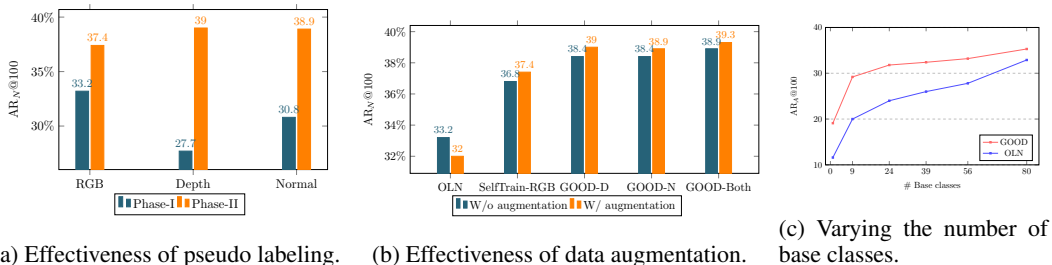 40%
35%
30%
AR_N@100
33.2
37.4
27.7
39
30.8
38.9
RGB Depth Normal
Phase-I Phase-II
a) Effectiveness of pseudo labeling.
40%
38%
36%
34%
32%
AR_N@100
33.2
32
36.8
37.4
38.4
39
38.4
38.9
38.9
39.3
OLN SelfTrain-RGB GOOD-D GOOD-N GOOD-Both
W/o augmentation W/ augmentation
(b) Effectiveness of data augmentation.
40
30
20
10
AR_A@100
GOOD
OLN
0 9 24 39 56 80
# Base classes
(c) Varying the number of
base classes.